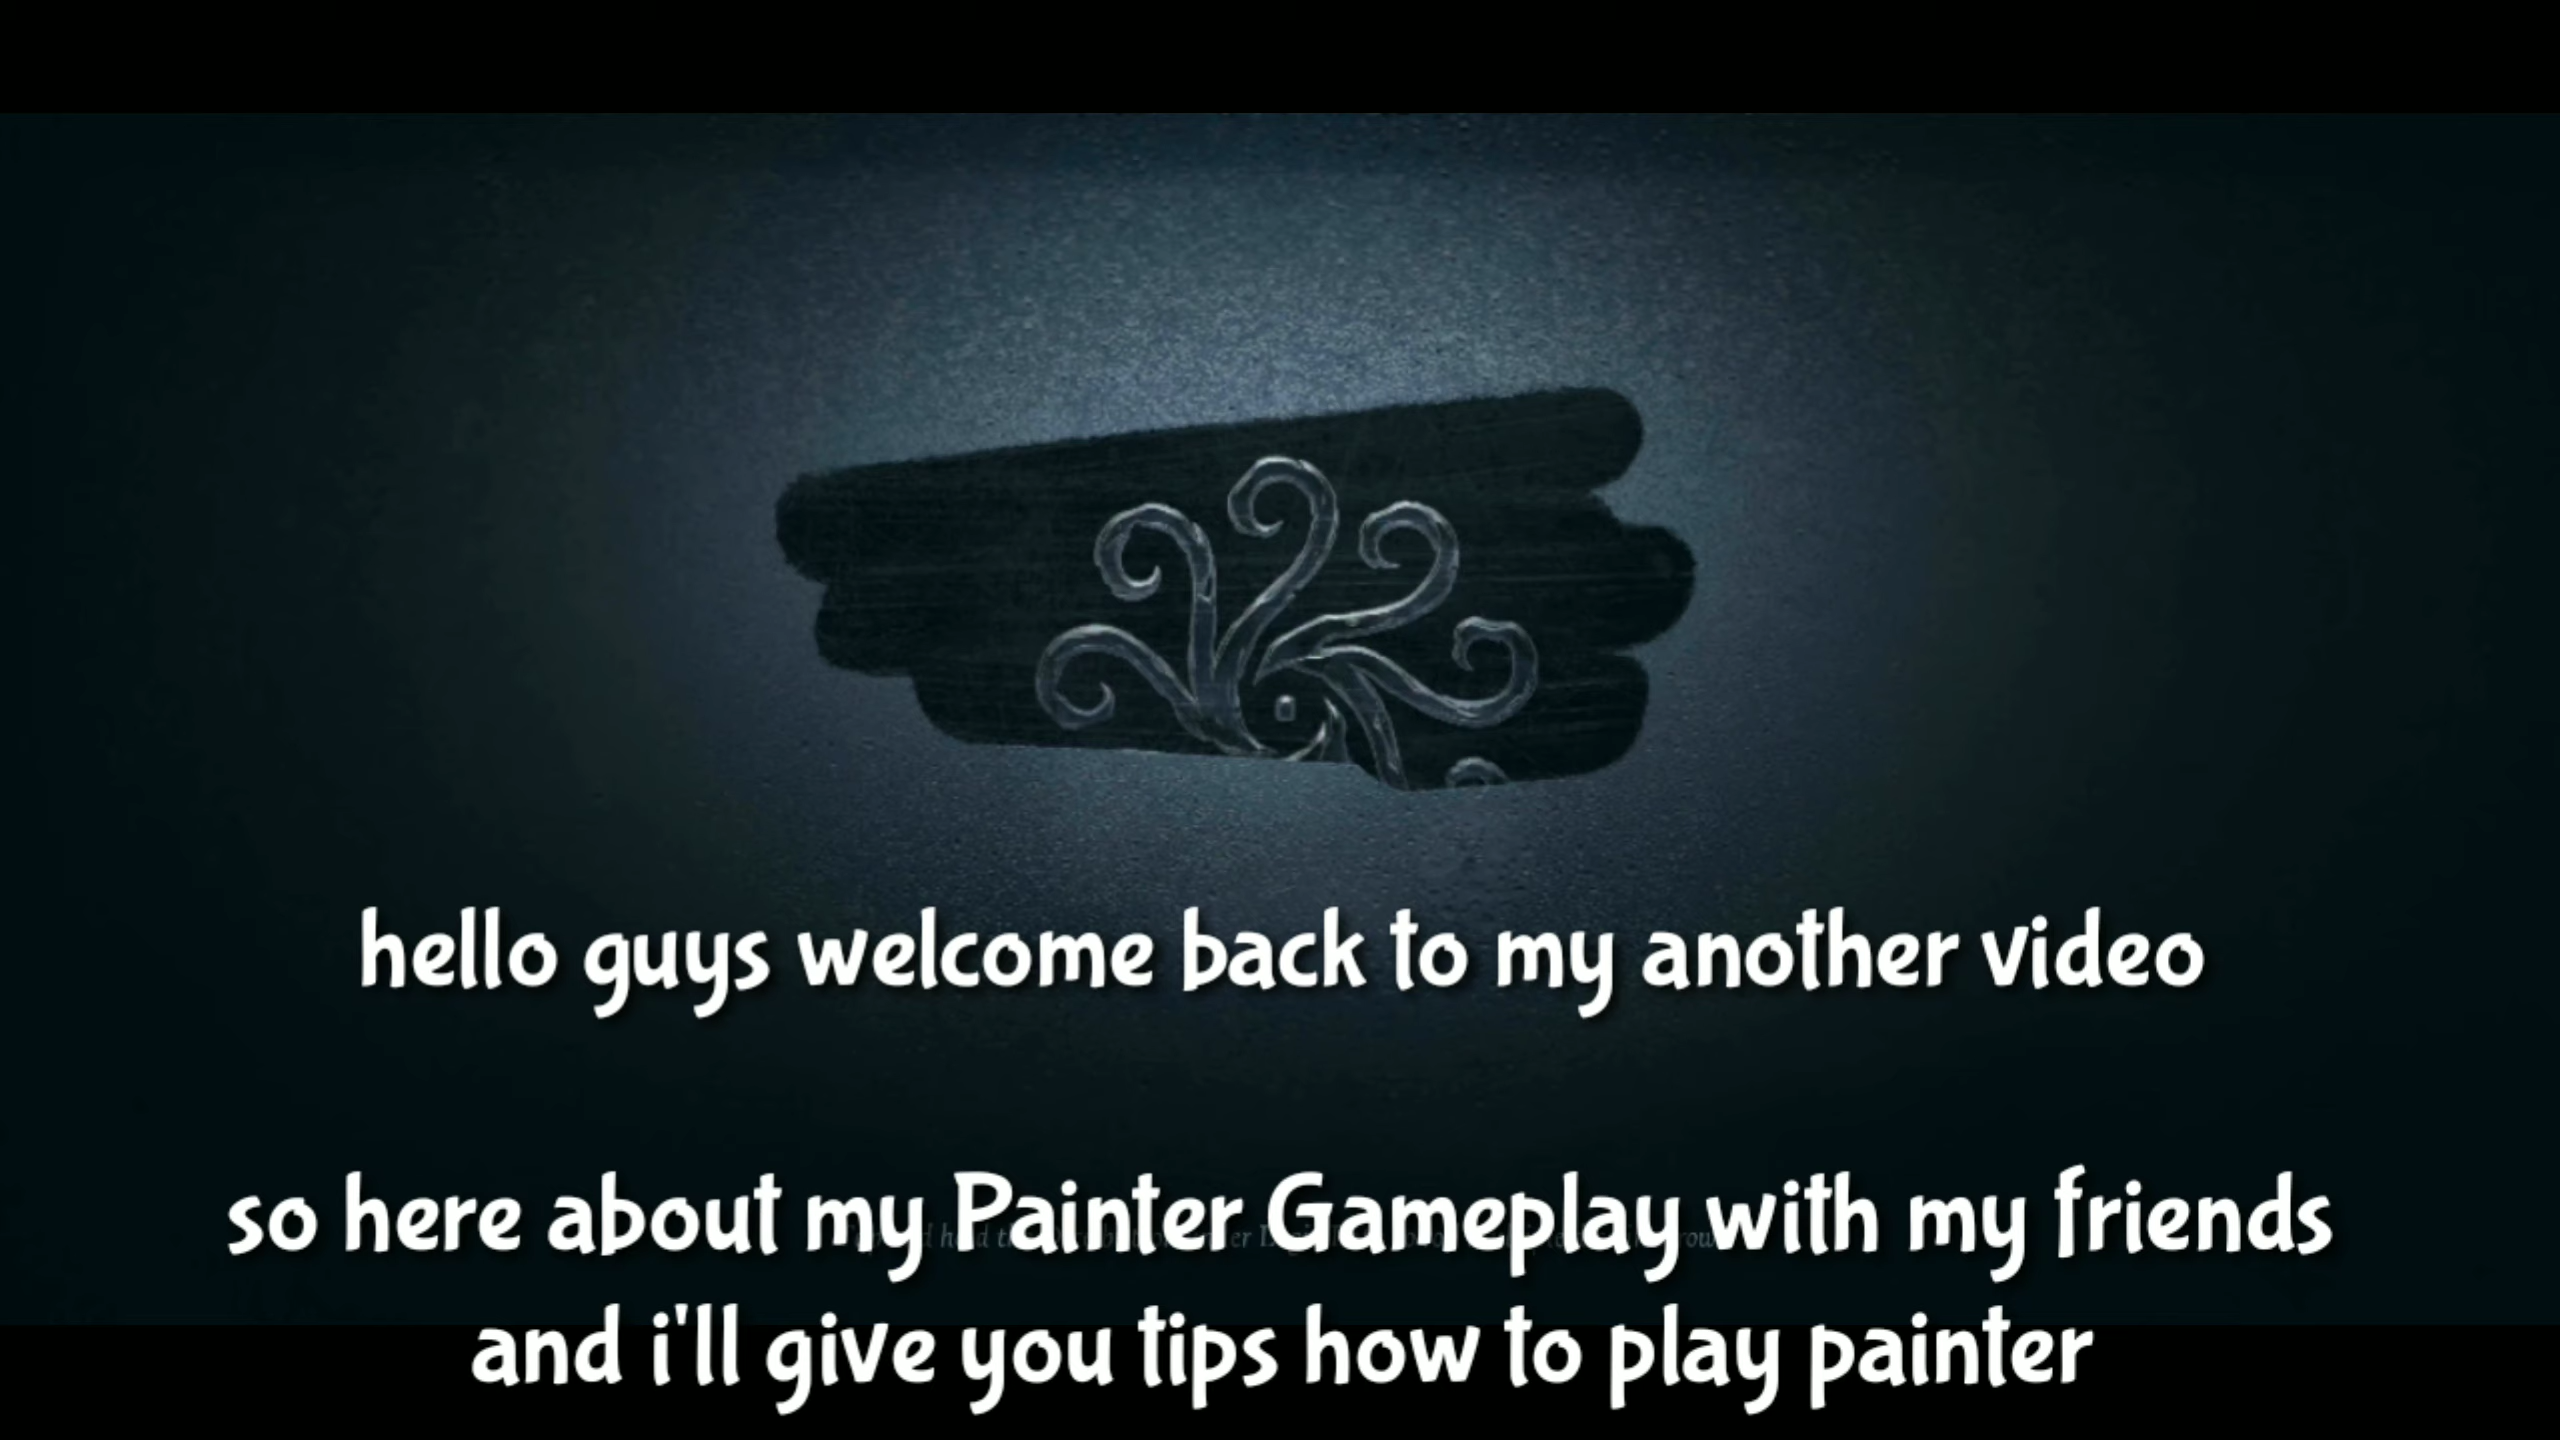 hello guys welcome back to my another video
so here about my Painter Gameplay with my friends
and i'll give you tips how to play painter